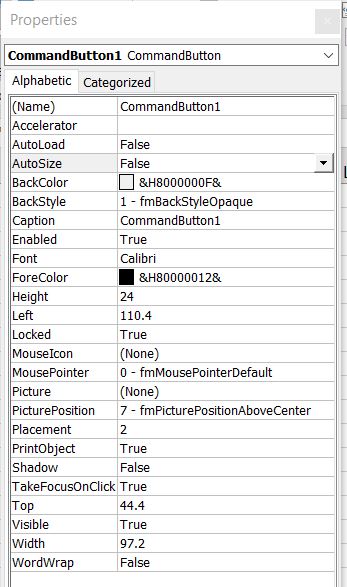 Properties
CommandButton1 CommandButton
Alphabetic Categorized
(Name) CommandButton1
Accelerator
AutoLoad False
AutoSize False
BackColor &H8000000F&
BackStyle 1 - fmBackStyleOpaque
Caption CommandButton1
Enabled True
Font Calibri
ForeColor &H80000012&
Height 24
Left 110.4
Locked True
MouseIcon (None)
MousePointer 0 - fmMousePointerDefault
Picture (None)
PicturePosition 7 - fmPicturePositionAboveCenter
Placement 2
PrintObject True
Shadow False
TakeFocusOnClick True
Top 44.4
Visible True
Width 97.2
WordWrap False